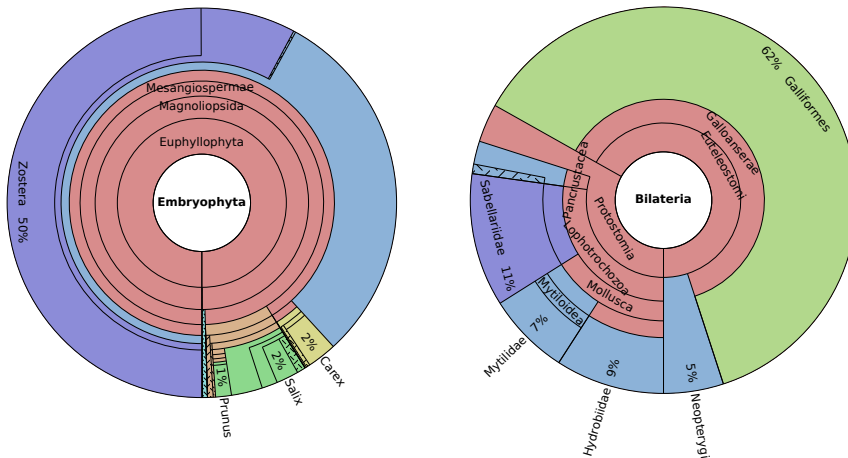 Mesangiospermae
Magnoliopsida
Euphyllophyta
Embryophyta
Zostera 50%
1%
Prunus
2%
Salix
2%
Carex
62% Galliformes
Galloanserae
Euteleostomi
Bilateria
Pancrustacea
Protostomia
Lophotrochozoa
Mollusca
Sabellariidae 11%
Mytiloidea
7%
Mytilidae
9%
Hydrobiidae
5%
Neopterygi